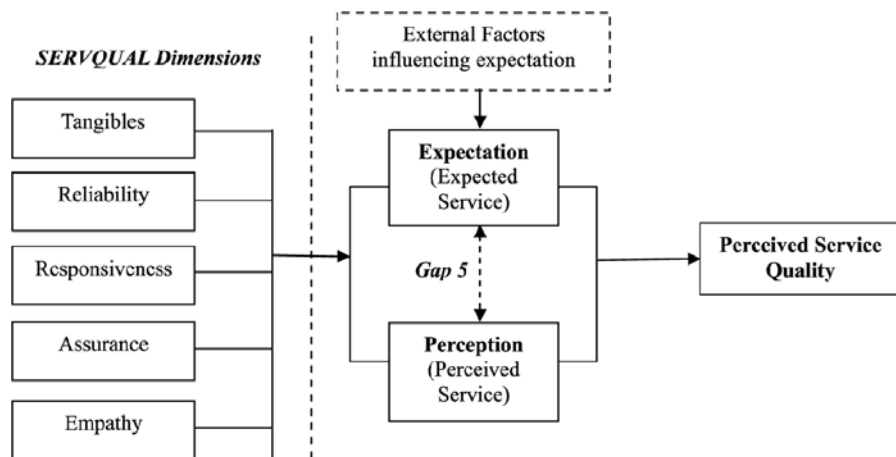 SERVQUAL Dimensions
Tangibles
Reliability
Responsiveness
Assurance
Empathy
External Factors
influencing expectation
Expectation
(Expected
Service)
Gap 5
Perception
(Perceived
Service)
Perceived Service
Quality